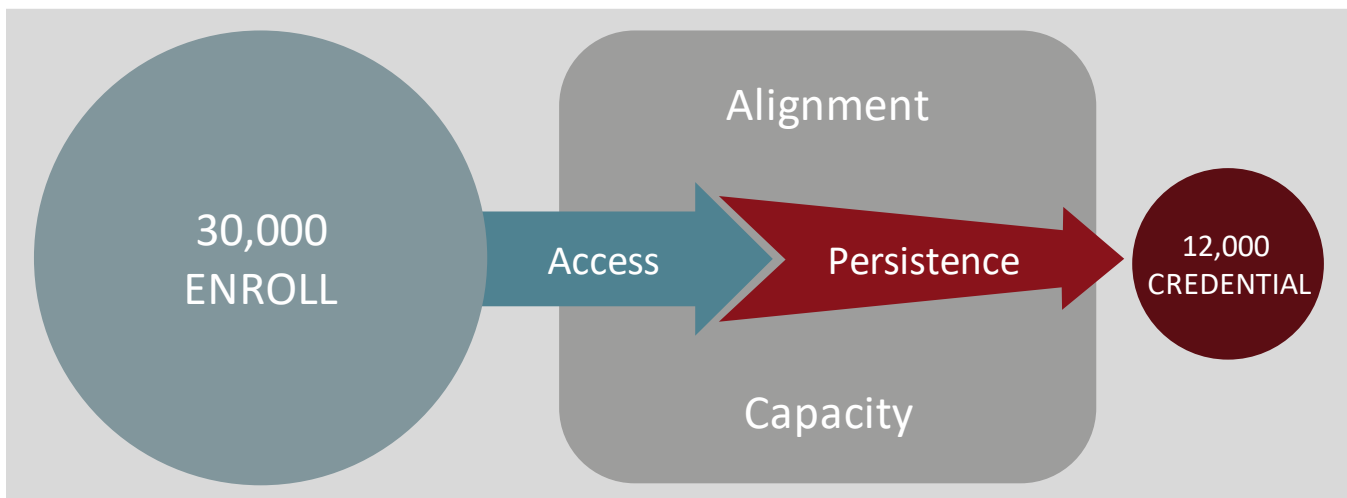 30,000
ENROLL
Access
Alignment
Persistence
Capacity
12,000
CREDENTIAL